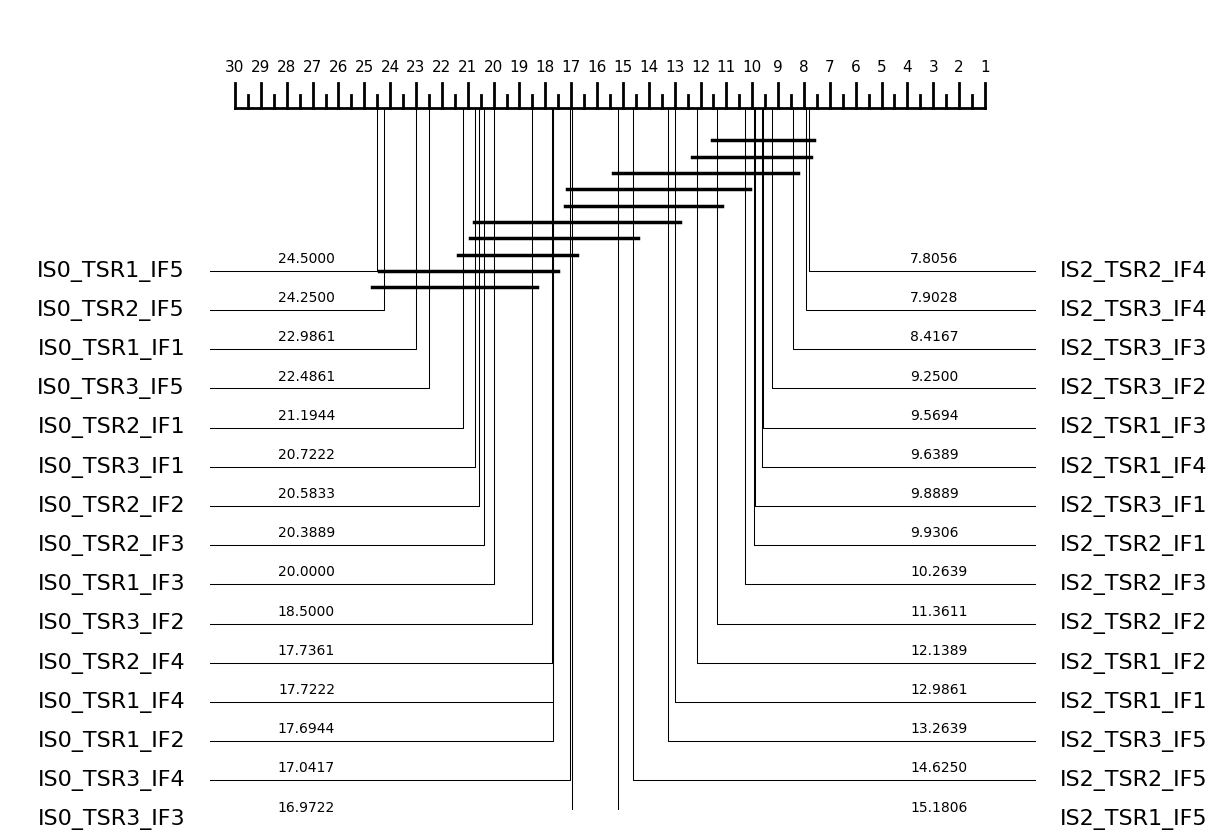 30 29 28 27 26 25 24 23 22 21 20 19 18 17 16 15 14 13 12 11 10 9 8 7 6 5 4 3 2 1
IS0_TSR1_IF5 24.5000 7.8056 IS2_TSR2_IF4
IS0_TSR2_IF5 24.2500 7.9028 IS2_TSR3_IF4
IS0_TSR1_IF1 22.9861 8.4167 IS2_TSR3_IF3
IS0_TSR3_IF5 22.4861 9.2500 IS2_TSR3_IF2
IS0_TSR2_IF1 21.1944 9.5694 IS2_TSR1_IF3
IS0_TSR3_IF1 20.7222 9.6389 IS2_TSR1_IF4
IS0_TSR2_IF2 20.5833 9.8889 IS2_TSR3_IF1
IS0_TSR2_IF3 20.3889 9.9306 IS2_TSR2_IF1
IS0_TSR1_IF3 20.0000 10.2639 IS2_TSR2_IF3
IS0_TSR3_IF2 18.5000 11.3611 IS2_TSR2_IF2
IS0_TSR2_IF4 17.7361 12.1389 IS2_TSR1_IF2
IS0_TSR1_IF4 17.7222 12.9861 IS2_TSR1_IF1
IS0_TSR1_IF2 17.6944 13.2639 IS2_TSR3_IF5
IS0_TSR3_IF4 17.0417 14.6250 IS2_TSR2_IF5
IS0_TSR3_IF3 16.9722 15.1806 IS2_TSR1_IF5